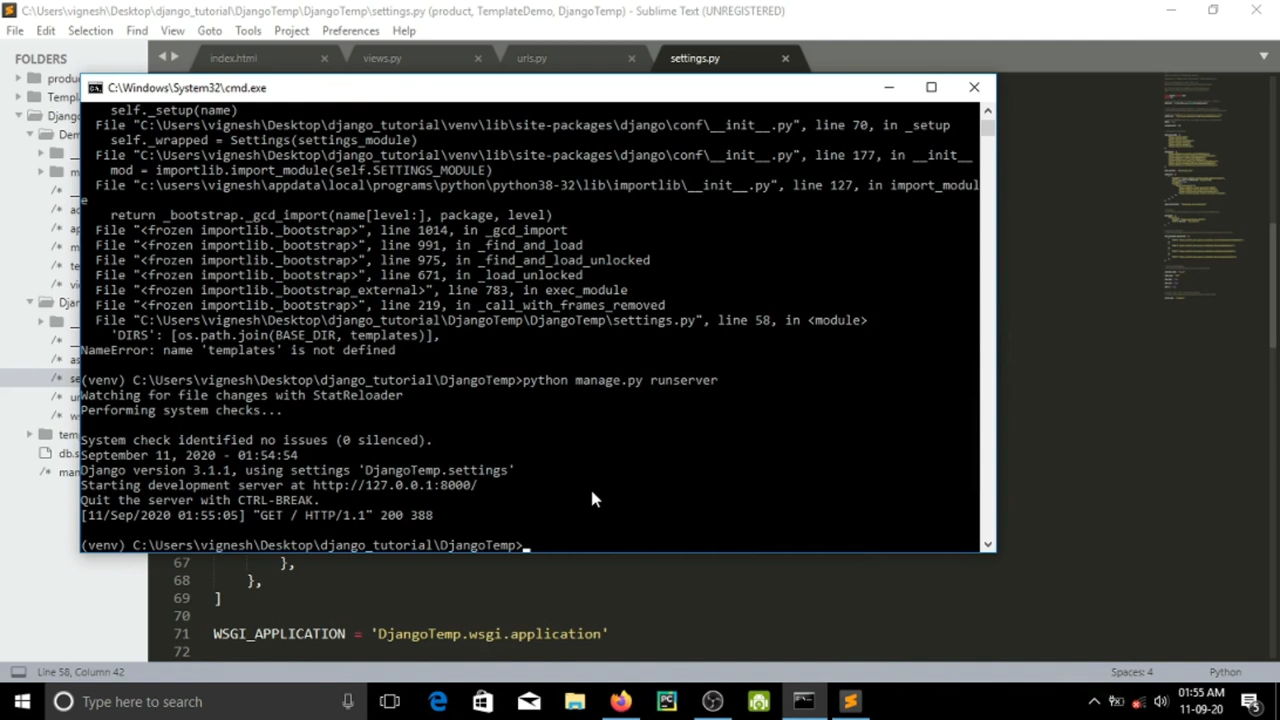 C:\Users\vignesh\Desktop\django_tutorial\DjangoTemp\DjangoTemp\settings.py (product, TemplateDemo, DjangoTemp) - Sublime Text (UNREGISTERED)
File Edit Selection Find View Goto Tools Project Preferences Help
FOLDERS
index.html
views.py
urls.py
settings.py
produ
Templ
Djang
Dem
Djan
tem
db.s
man
C:\Windows\System32\cmd.exe
self._setup(name)
File "C:\Users\vignesh\Desktop\django_tutorial\venv\lib\site-packages\django\conf\__init__.py", line 70, in _setup
self._wrapped = Settings(settings_module)
File "C:\Users\vignesh\Desktop\django_tutorial\venv\lib\site-packages\django\conf\__init__.py", line 177, in __init__
mod = importlib.import_module(self.SETTINGS_MODULE)
File "c:\users\vignesh\appdata\local\programs\python\python38-32\lib\importlib\__init__.py", line 127, in import_modul
e
return _bootstrap._gcd_import(name[level:], package, level)
File "<frozen importlib._bootstrap>", line 1014, in _gcd_import
File "<frozen importlib._bootstrap>", line 991, in _find_and_load
File "<frozen importlib._bootstrap>", line 975, in _find_and_load_unlocked
File "<frozen importlib._bootstrap>", line 671, in _load_unlocked
File "<frozen importlib._bootstrap_external>", line 783, in exec_module
File "<frozen importlib._bootstrap>", line 219, in _call_with_frames_removed
File "C:\Users\vignesh\Desktop\django_tutorial\DjangoTemp\DjangoTemp\settings.py", line 58, in <module>
'DIRS': [os.path.join(BASE_DIR, templates)],
NameError: name 'templates' is not defined
(venv) C:\Users\vignesh\Desktop\django_tutorial\DjangoTemp>python manage.py runserver
Watching for file changes with StatReloader
Performing system checks...
System check identified no issues (0 silenced).
September 11, 2020 - 01:54:54
Django version 3.1.1, using settings 'DjangoTemp.settings'
Starting development server at http://127.0.0.1:8000/
Quit the server with CTRL-BREAK.
[11/Sep/2020 01:55:05] "GET / HTTP/1.1" 200 388
(venv) C:\Users\vignesh\Desktop\django_tutorial\DjangoTemp>
67 },
68 },
69 ]
70
71 WSGI_APPLICATION = 'DjangoTemp.wsgi.application'
72
Line 58, Column 42
Spaces: 4
Python
Type here to search
01:55 AM
11-09-20
5